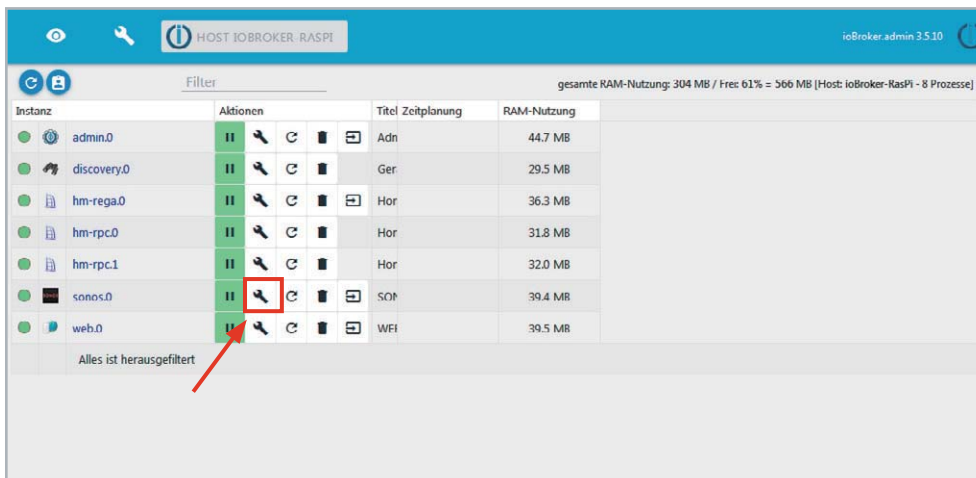 HOST IOBROKER-RASPI
ioBroker.admin 3.5.10
Filter
gesamte RAM-Nutzung: 304 MB / Frei: 61% = 566 MB [Host: ioBroker-RasPi - 8 Prozesse]
Instanz Aktionen Titel Zeitplanung RAM-Nutzung
admin.0 Adn 44.7 MB
discovery.0 Ger 29.5 MB
hm-rega.0 Hor 36.3 MB
hm-rpc.0 Hor 31.8 MB
hm-rpc.1 Hor 32.0 MB
sonos.0 SON 39.4 MB
web.0 WEE 39.5 MB
Alles ist herausgefiltert